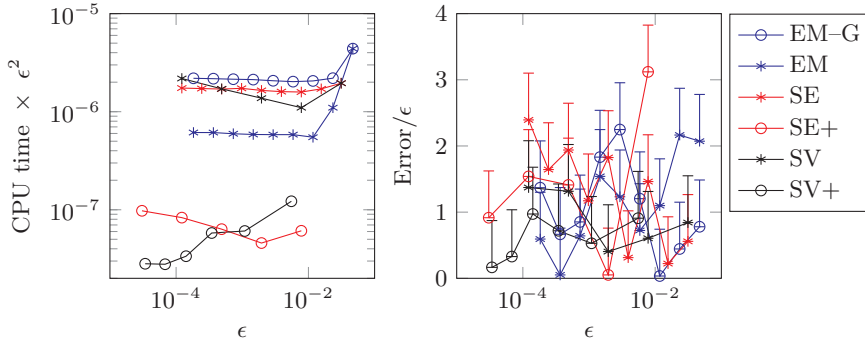 CPU time × ϵ²
10⁻⁵
10⁻⁶
10⁻⁷
10⁻⁴
10⁻²
ϵ
Error/ϵ
4
3
2
1
0
10⁻⁴
10⁻²
ϵ
EM–G
EM
SE
SE+
SV
SV+